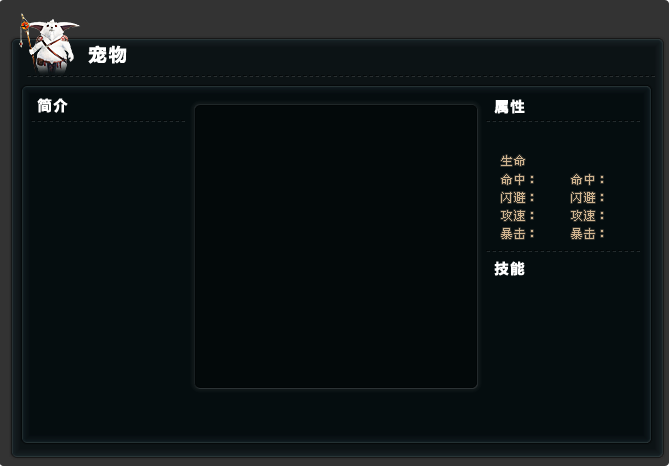 宠物
简介
属性
生命
命中： 命中：
闪避： 闪避：
攻速： 攻速：
暴击： 暴击：
技能